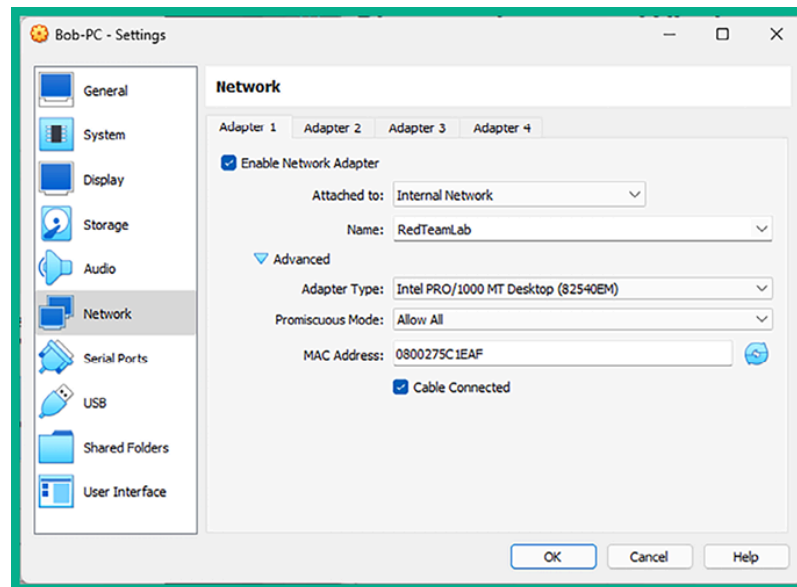 Bob-PC - Settings
General
System
Display
Storage
Audio
Network
Serial Ports
USB
Shared Folders
User Interface
Network
Adapter 1 Adapter 2 Adapter 3 Adapter 4
Enable Network Adapter
Attached to: Internal Network
Name: RedTeamLab
Advanced
Adapter Type: Intel PRO/1000 MT Desktop (82540EM)
Promiscuous Mode: Allow All
MAC Address: 0800275C1EAF
Cable Connected
OK Cancel Help